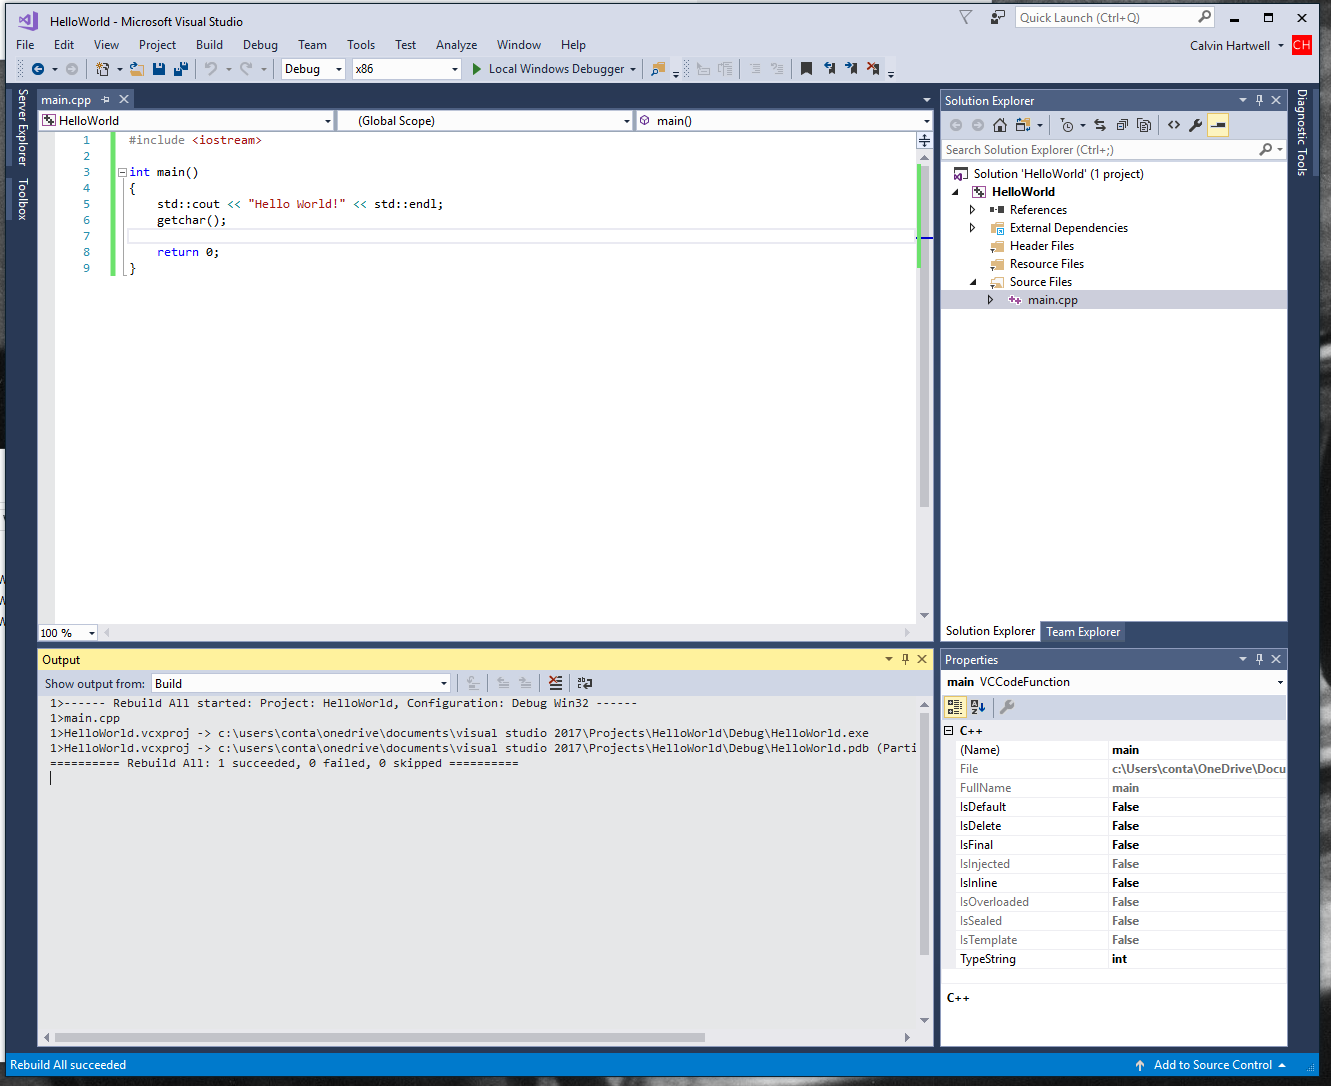 HelloWorld - Microsoft Visual Studio
Quick Launch (Ctrl+Q)
File Edit View Project Build Debug Team Tools Test Analyze Window Help
Calvin Hartwell CH
Debug x86 Local Windows Debugger
Server Explorer
Toolbox
main.cpp
HelloWorld (Global Scope) main()
1 #include <iostream>
2
3 int main()
4 {
5 std::cout << "Hello World!" << std::endl;
6 getchar();
7
8 return 0;
9 }
100 %
Solution Explorer
Search Solution Explorer (Ctrl+;)
Solution 'HelloWorld' (1 project)
HelloWorld
References
External Dependencies
Header Files
Resource Files
Source Files
main.cpp
Solution Explorer Team Explorer
Diagnostic Tools
Output
Show output from: Build
1>------ Rebuild All started: Project: HelloWorld, Configuration: Debug Win32 ------
1>main.cpp
1>HelloWorld.vcxproj -> c:\users\conta\onedrive\documents\visual studio 2017\Projects\HelloWorld\Debug\HelloWorld.exe
1>HelloWorld.vcxproj -> c:\users\conta\onedrive\documents\visual studio 2017\Projects\HelloWorld\Debug\HelloWorld.pdb (Parti
========== Rebuild All: 1 succeeded, 0 failed, 0 skipped ==========
Properties
main VCCodeFunction
C++
(Name) main
File c:\Users\conta\OneDrive\Docu
FullName main
IsDefault False
IsDelete False
IsFinal False
IsInjected False
IsInline False
IsOverloaded False
IsSealed False
IsTemplate False
TypeString int
C++
Rebuild All succeeded
Add to Source Control